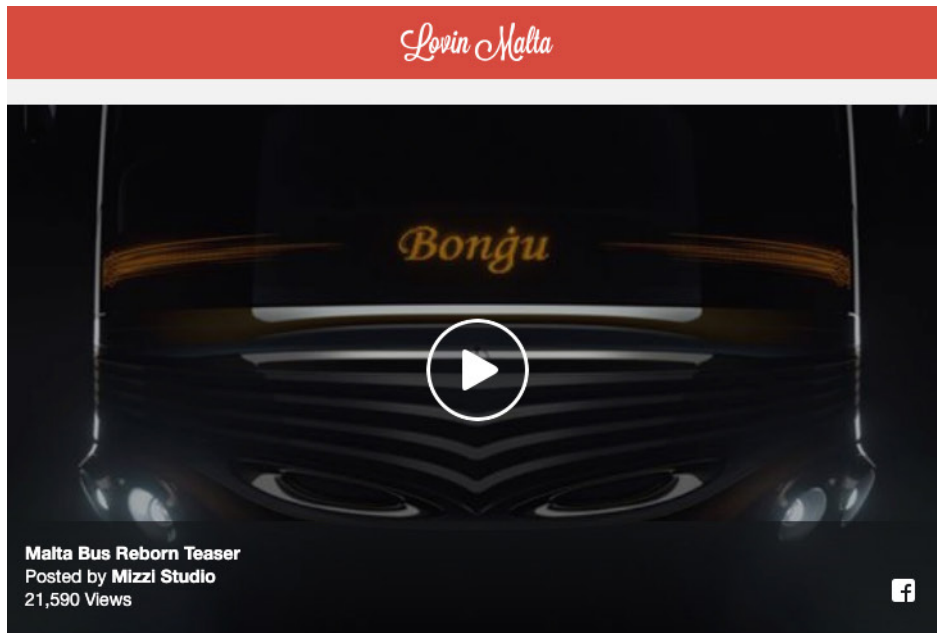 Lovin Malta
Bonġu
Malta Bus Reborn Teaser
Posted by Mizzi Studio
21,590 Views